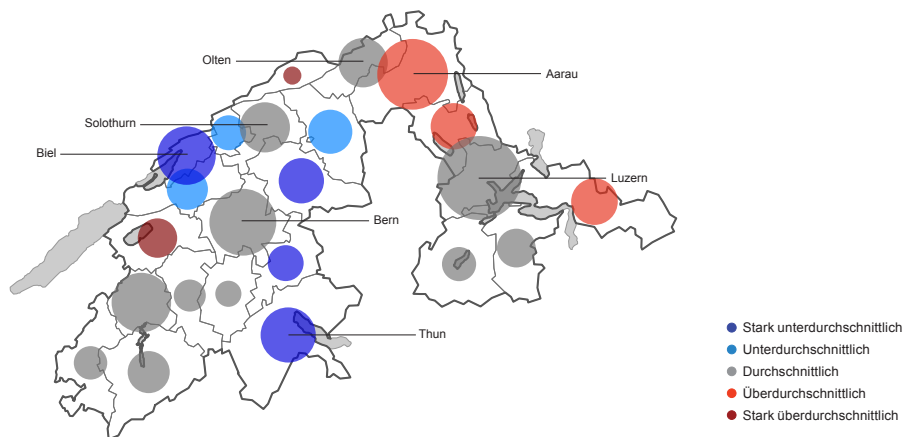 Olten
Aarau
Solothurn
Biel
Luzern
Bern
Thun
Stark unterdurchschnittlich
Unterdurchschnittlich
Durchschnittlich
Überdurchschnittlich
Stark überdurchschnittlich